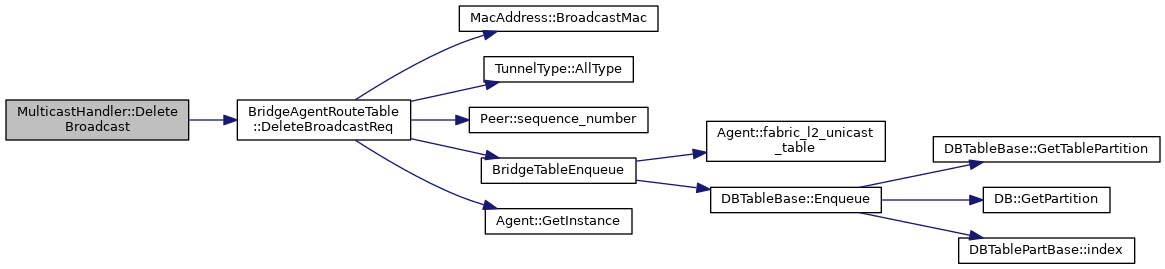 MulticastHandler::Delete
Broadcast
BridgeAgentRouteTable
::DeleteBroadcastReq
MacAddress::BroadcastMac
TunnelType::AllType
Peer::sequence_number
BridgeTableEnqueue
Agent::GetInstance
Agent::fabric_l2_unicast
_table
DBTableBase::Enqueue
DBTableBase::GetTablePartition
DB::GetPartition
DBTablePartBase::index